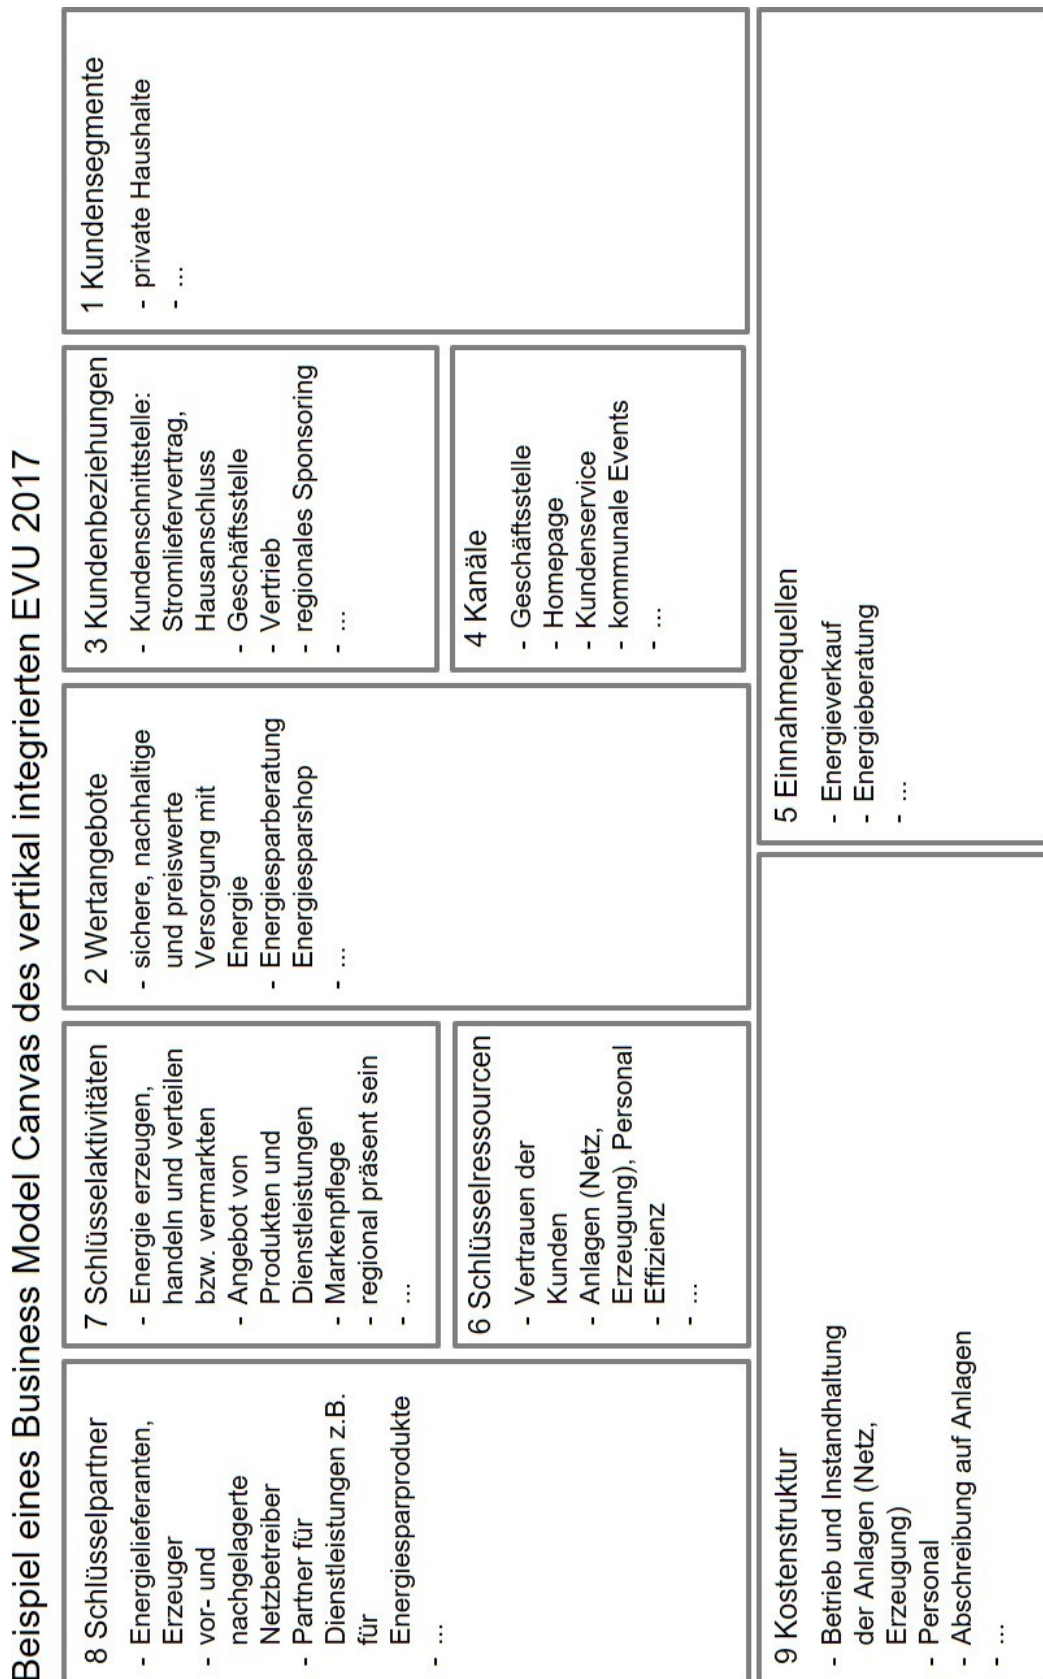 Beispiel eines Business Model Canvas des vertikal integrierten EVU 2017
8 Schlüsselpartner
- Energielieferanten,
Erzeuger
- vor- und
nachgelagerte
Netzbetreiber
- Partner für
Dienstleistungen z.B.
für
Energiesparprodukte
- ...
7 Schlüsselaktivitäten
- Energie erzeugen,
handeln und verteilen
bzw. vermarkten
- Angebot von
Produkten und
Dienstleistungen
- Markenpflege
- regional präsent sein
- ...
6 Schlüsselressourcen
- Vertrauen der
Kunden
- Anlagen (Netz,
Erzeugung), Personal
- Effizienz
- ...
2 Wertangebote
- sichere, nachhaltige
und preiswerte
Versorgung mit
Energie
- Energiesparberatung
Energiesparshop
- ...
3 Kundenbeziehungen
- Kundenschnittstelle:
Stromliefervertrag,
Hausanschluss
- Geschäftsstelle
- Vertrieb
- regionales Sponsoring
- ...
4 Kanäle
- Geschäftsstelle
- Homepage
- Kundenservice
- kommunale Events
- ...
1 Kundensegmente
- private Haushalte
- ...
9 Kostenstruktur
- Betrieb und Instandhaltung
der Anlagen (Netz,
Erzeugung)
- Personal
- Abschreibung auf Anlagen
- ...
5 Einnahmequellen
- Energieverkauf
- Energieberatung
- ...